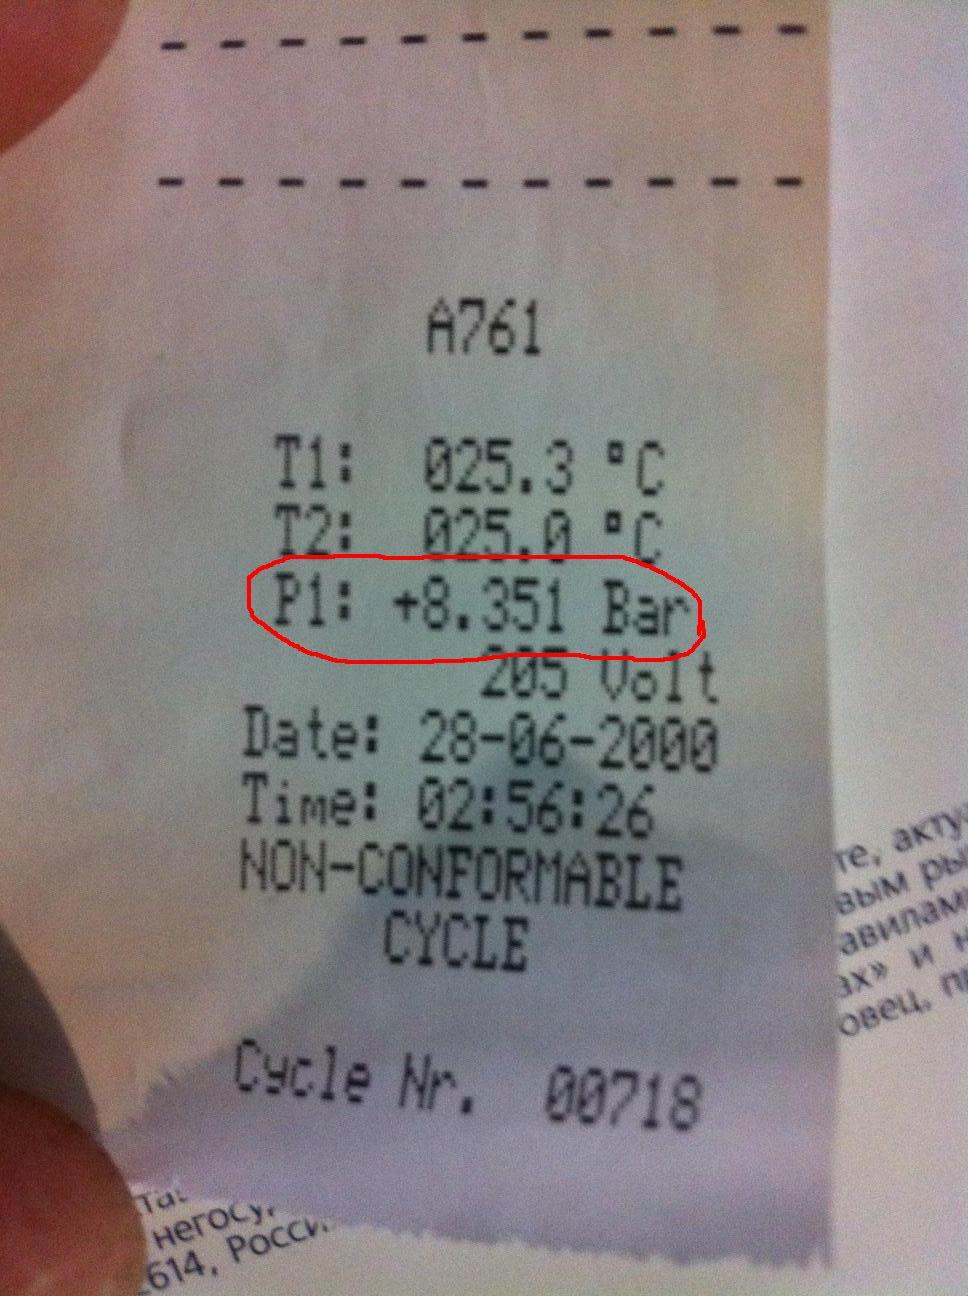 - - - - - - - - - - -
- - - - - - - - - - -
A761
T1: 025.3 °C
T2: 025.0 °C
P1: +8.351 Bar
205 Volt
Date: 28-06-2000
Time: 02:56:26
NON-CONFORMABLE
CYCLE
Cycle Nr. 00718
те, акту
вым ры
авилам
ах» и н
овец, п
негосу
614, Росси